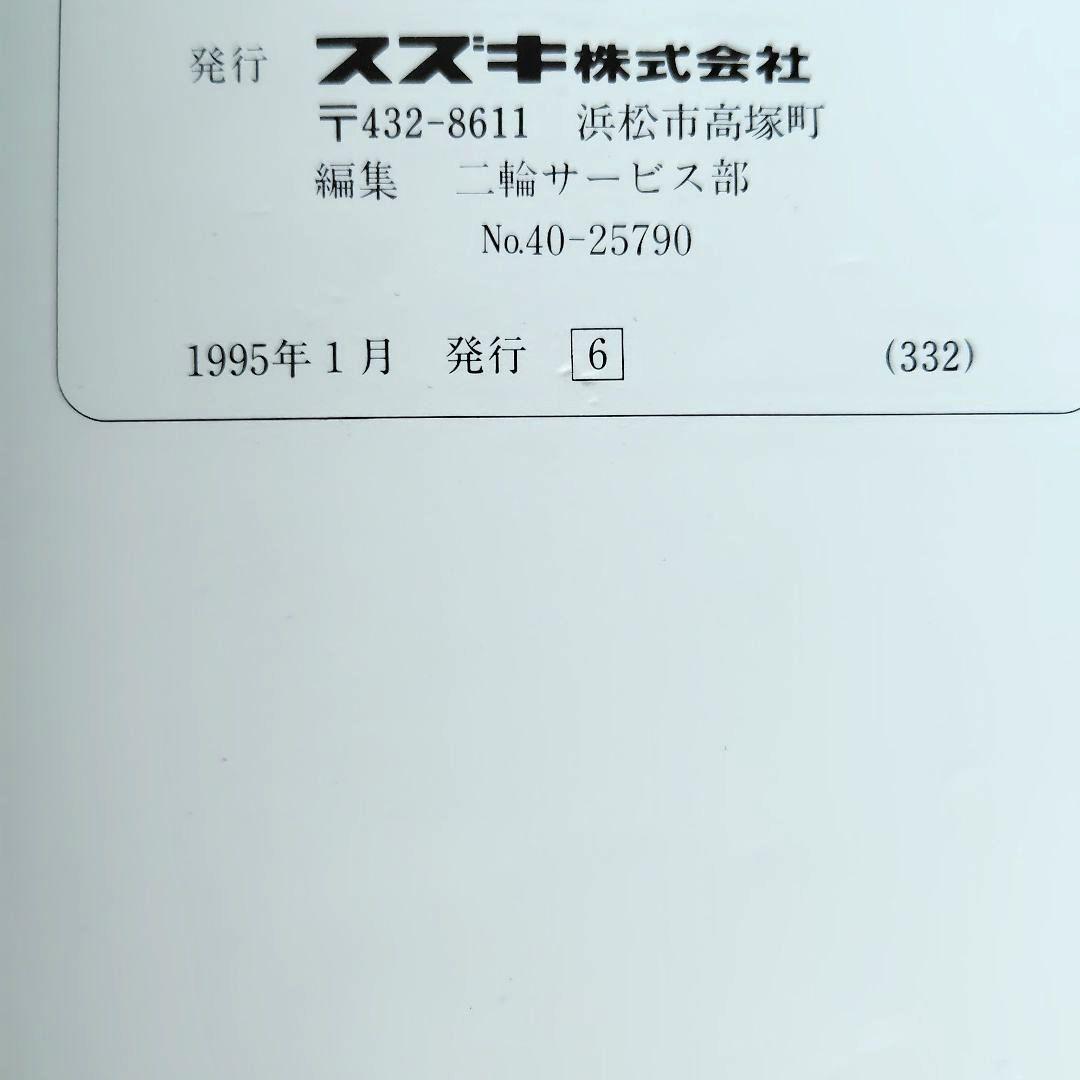 発行 スズキ株式会社
〒432-8611 浜松市高塚町
編集 二輪サービス部
No.40-25790
1995年1月 発行 6 (332)